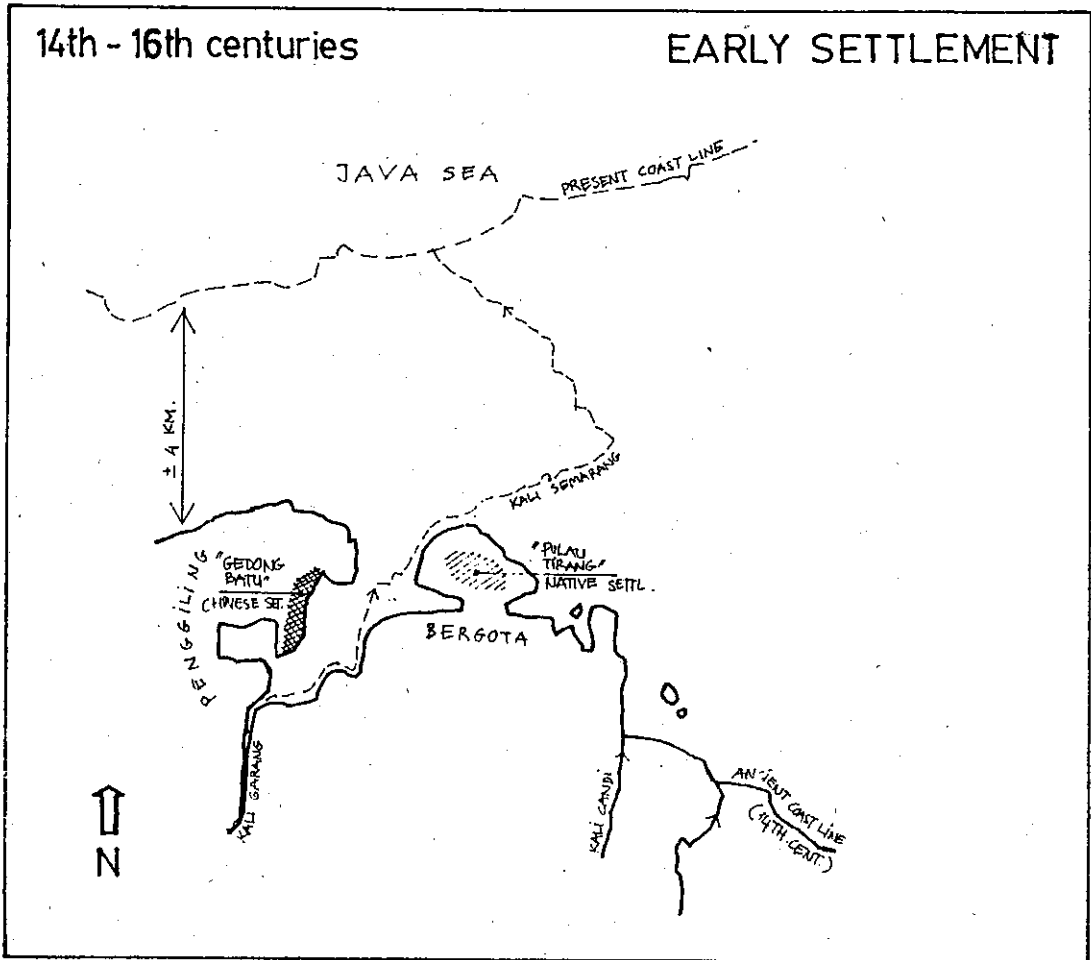 14th - 16th centuries
EARLY SETTLEMENT
JAVA SEA
PRESENT COAST LINE
± 4 KM.
KALI SEMARANG
PENGGILING
"GEDONG
BATU"
CHINESE SET.
"PULAU
TIRANG"
NATIVE SETTL.
BERGOTA
KALI GARANG
KALI CANDI
ANCIENT COAST LINE
(14TH. CENT.)
N